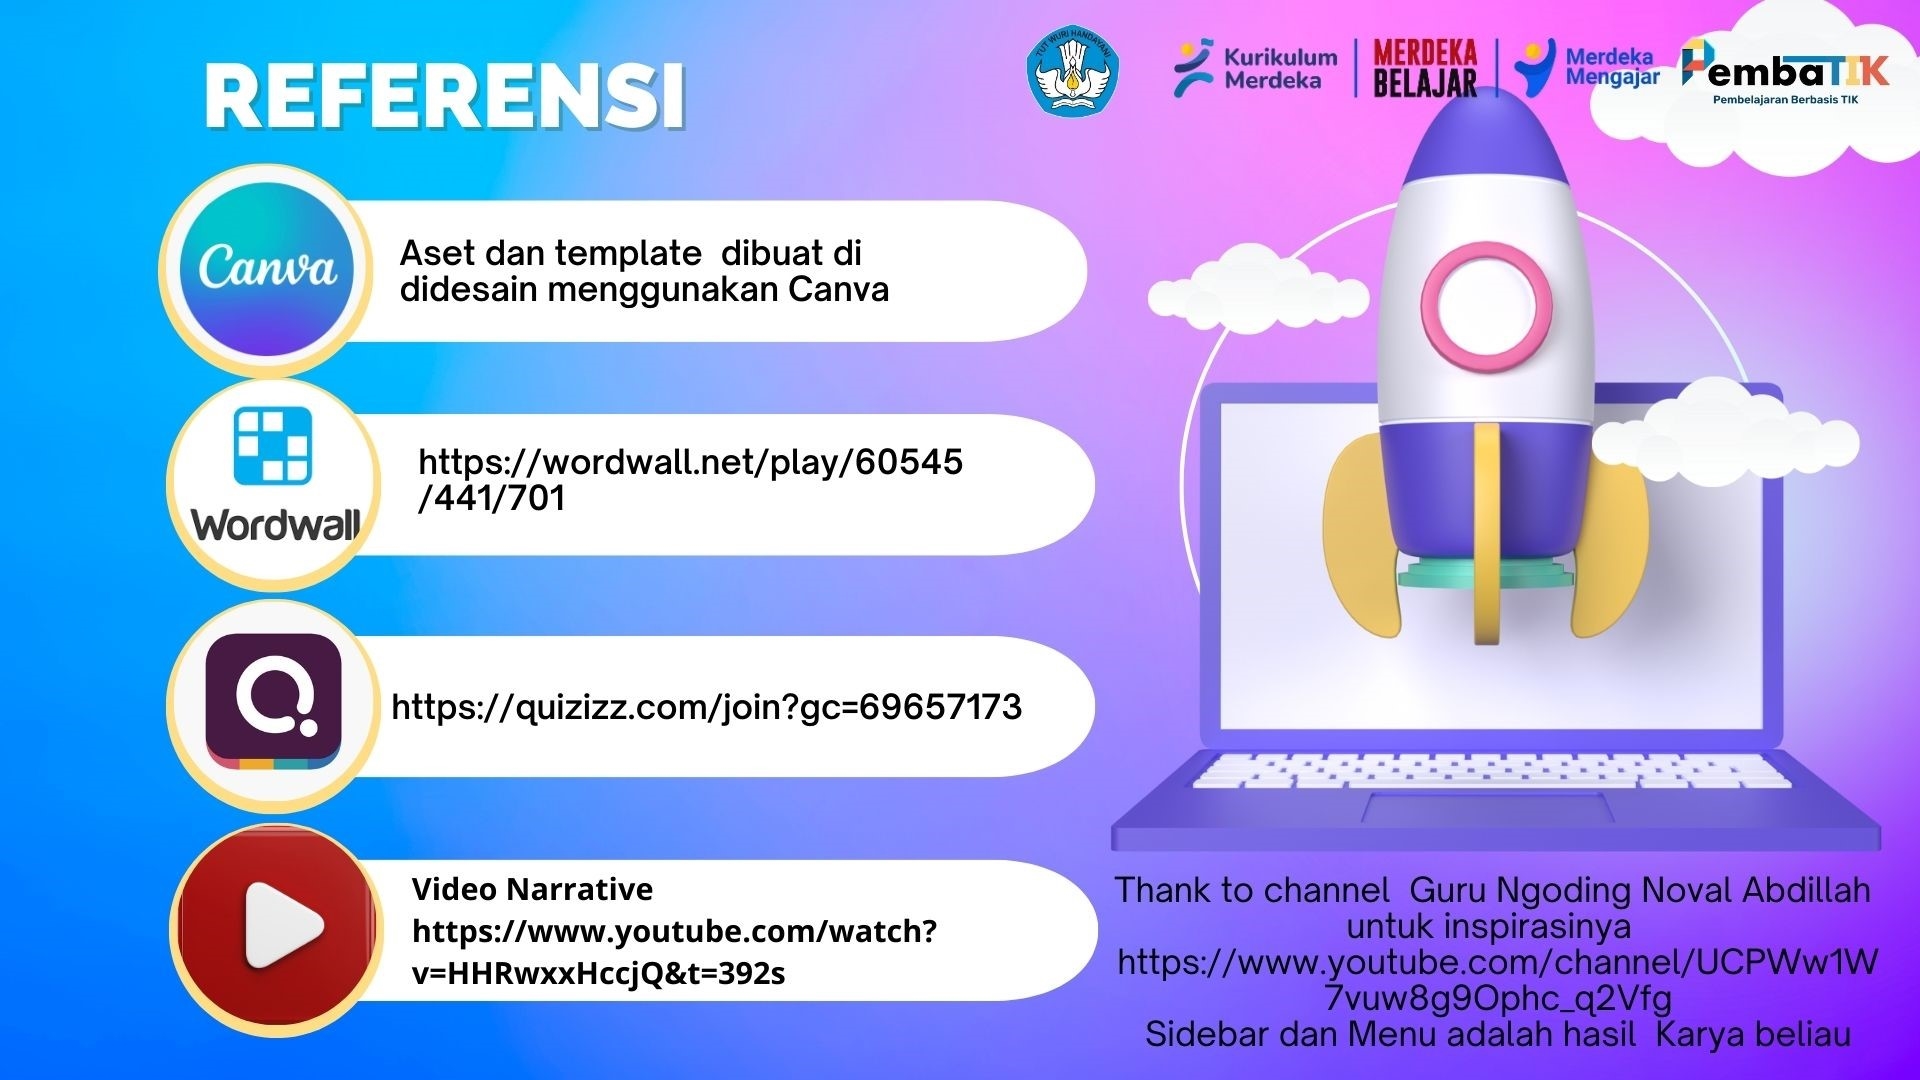 REFERENSI
TUT WURI HANDAYANI
Kurikulum
Merdeka
MERDEKA
BELAJAR
Merdeka
Mengajar
PembaTIK
Pembelajaran Berbasis TIK
Canva
Aset dan template  dibuat di
didesain menggunakan Canva
Wordwall
https://wordwall.net/play/60545
/441/701
https://quizizz.com/join?gc=69657173
Video Narrative
https://www.youtube.com/watch?
v=HHRwxxHccjQ&t=392s
Thank to channel  Guru Ngoding Noval Abdillah
untuk inspirasinya
https://www.youtube.com/channel/UCPWw1W
7vuw8g9Ophc_q2Vfg
Sidebar dan Menu adalah hasil  Karya beliau